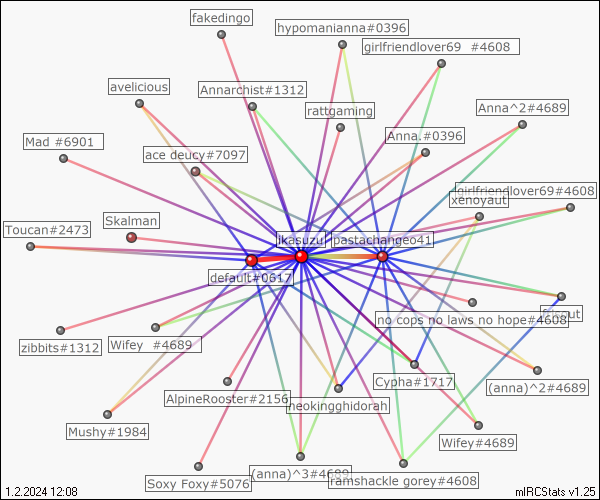 fakedingo
hypomanianna#0396
girlfriendlover69 #4608
avelicious
Annarchist#1312
rattgaming
Anna^2#4689
Mad #6901
ace deucy#7097
Anna.#0396
girlfriendlover69#4608
xenoyaut
Toucan#2473
Skalman
ikasuzu
pastachangeo41
default#0617
no cops no laws no hope#4608
zibbits#1312
Wifey #4689
Cypha#1717
(anna)^2#4689
AlpineRooster#2156
neokingghidorah
Mushy#1984
Wifey#4689
Soxy Foxy#5076
(anna)^3#4689
ramshackle gorey#4608
1.2.2024 12:08
mIRCStats v1.25